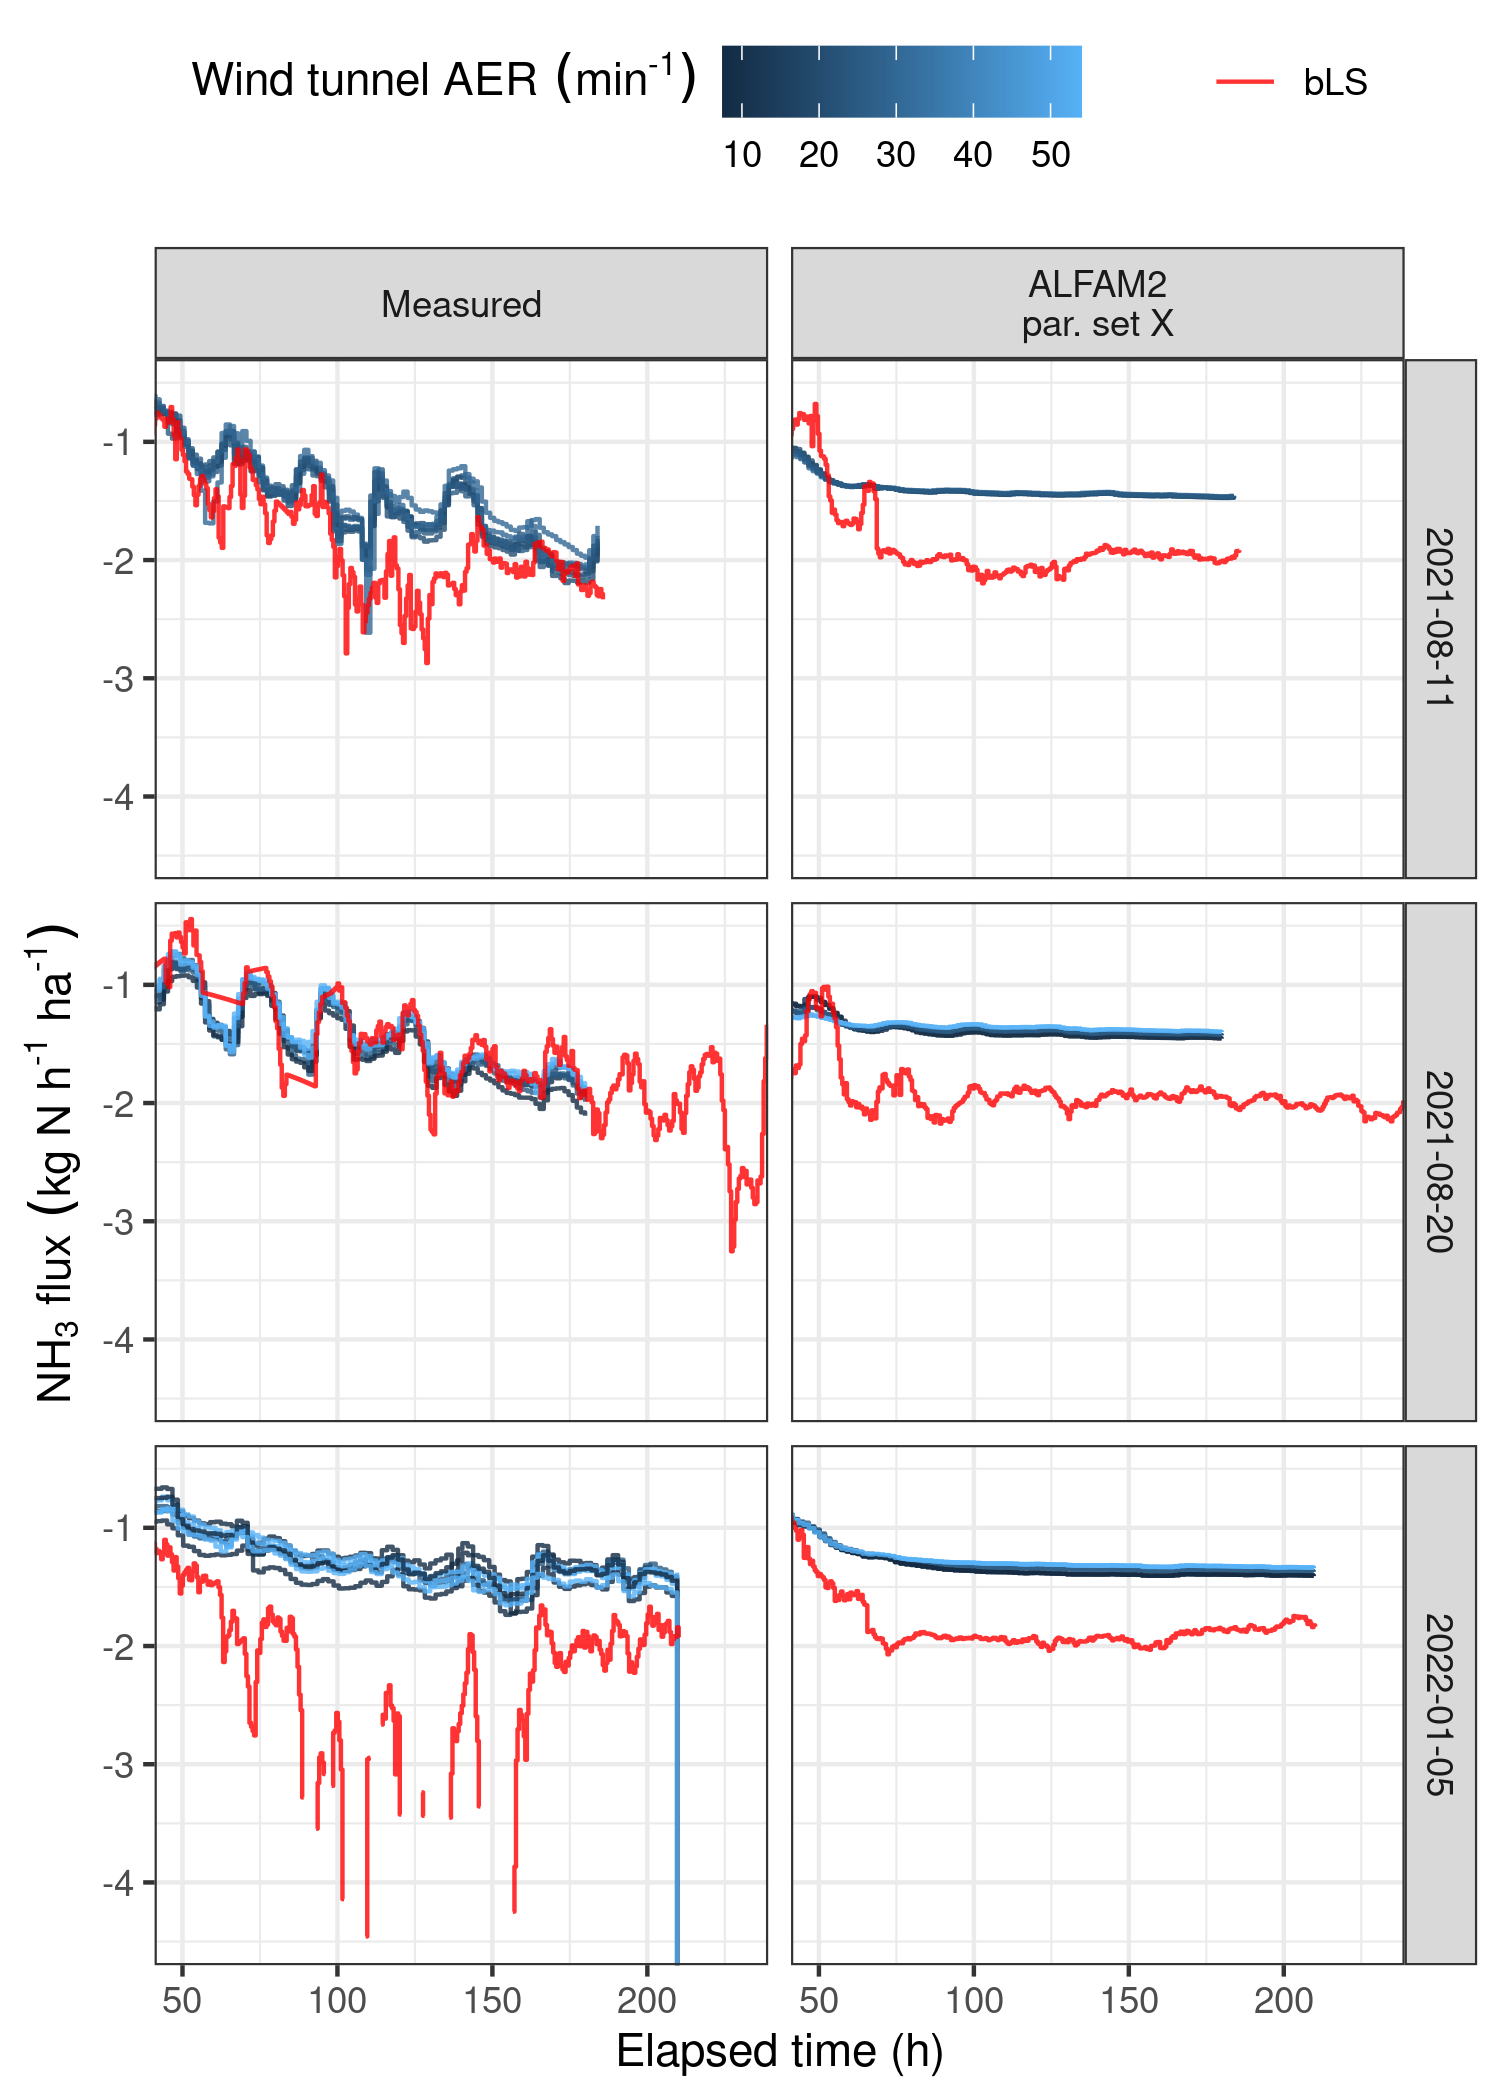 Wind tunnel AER (min⁻¹)
10 20 30 40 50
bLS
Measured
ALFAM2
par. set X
-1
-2
-3
-4
2021-08-11
-1
-2
-3
-4
2021-08-20
-1
-2
-3
-4
2022-01-05
NH₃ flux (kg N h⁻¹ ha⁻¹)
50 100 150 200
50 100 150 200
Elapsed time (h)